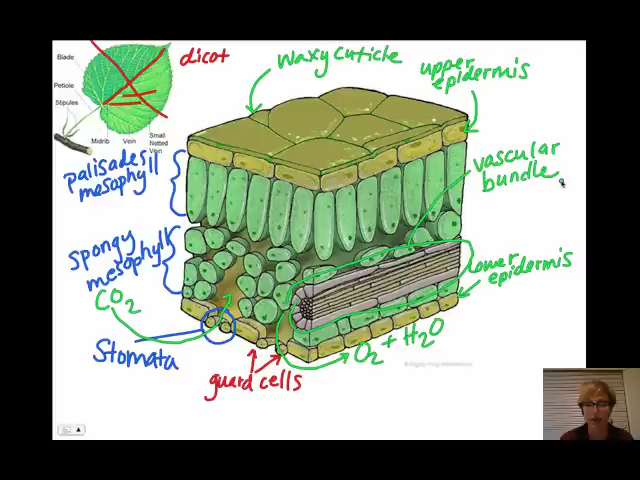 Blade
Petiole
Stipules
Midrib
Vein
Small
Netted
Vein
dicot
waxy cuticle
upper
epidermis
palisades
mesophyll
vascular
bundle
spongy
mesophyll
lower
epidermis
CO2
Stomata
O2 + H2O
guard cells